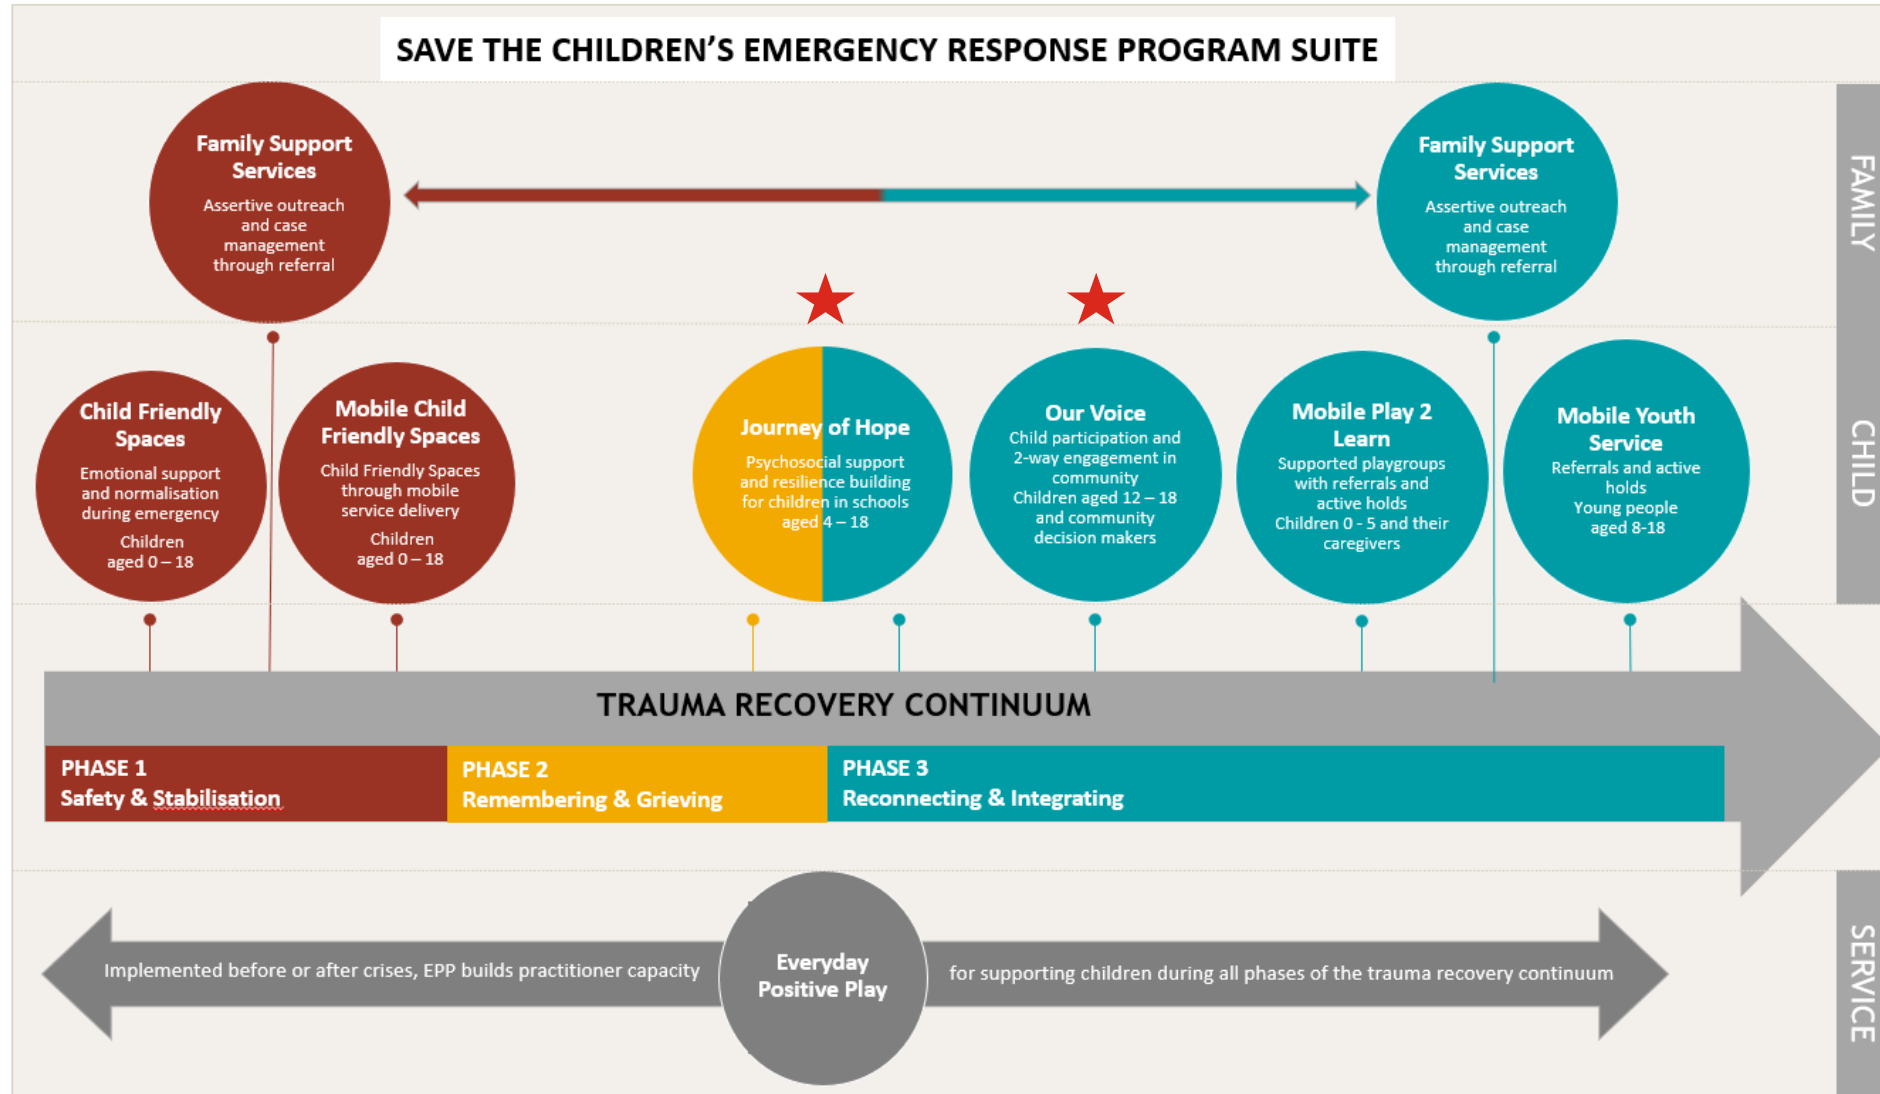 SAVE THE CHILDREN’S EMERGENCY RESPONSE PROGRAM SUITE
Family Support
Services
Assertive outreach
and case
management
through referral
Family Support
Services
Assertive outreach
and case
management
through referral
FAMILY
Child Friendly
Spaces
Emotional support
and normalisation
during emergency
Children
aged 0 – 18
Mobile Child
Friendly Spaces
Child Friendly Spaces
through mobile
service delivery
Children
aged 0 – 18
Journey of Hope
Psychosocial support
and resilience building
for children in schools
aged 4 – 18
Our Voice
Child participation and
2-way engagement in
community
Children aged 12 – 18
and community
decision makers
Mobile Play 2
Learn
Supported playgroups
with referrals and
active holds
Children 0 - 5 and their
caregivers
Mobile Youth
Service
Referrals and active
holds
Young people
aged 8-18
CHILD
TRAUMA RECOVERY CONTINUUM
PHASE 1
Safety & Stabilisation
PHASE 2
Remembering & Grieving
PHASE 3
Reconnecting & Integrating
Implemented before or after crises, EPP builds practitioner capacity
Everyday
Positive Play
for supporting children during all phases of the trauma recovery continuum
SERVICE